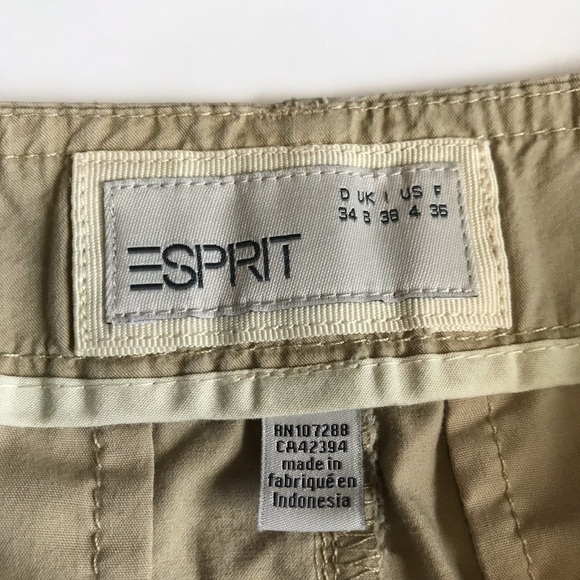 ESPRIT
D UK I US F
34 8 38 4 36
RN107288
CA42394
made in
fabriqué en
Indonesia